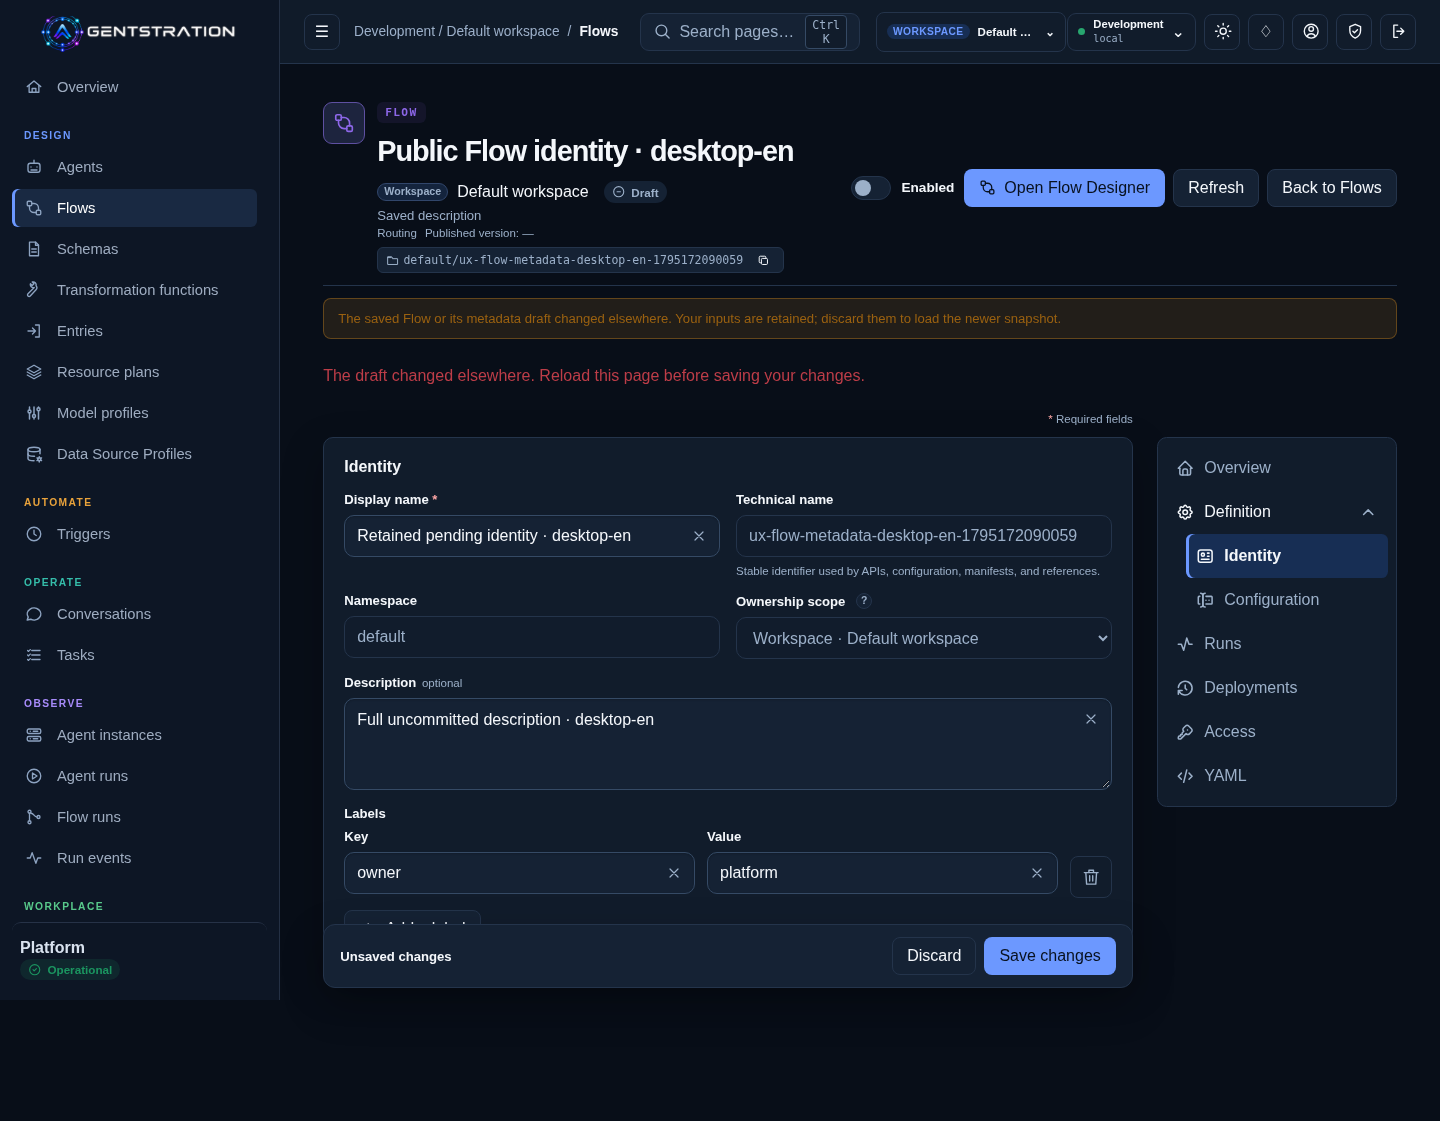 GENTSTRATION
☰
Development / Default workspace / Flows
Search pages…
Ctrl K
WORKSPACE Default …
Development
local
Overview
DESIGN
Agents
Flows
Schemas
Transformation functions
Entries
Resource plans
Model profiles
Data Source Profiles
AUTOMATE
Triggers
OPERATE
Conversations
Tasks
OBSERVE
Agent instances
Agent runs
Flow runs
Run events
WORKPLACE
Platform
Operational
FLOW
Public Flow identity · desktop-en
Workspace Default workspace Draft
Saved description
Routing Published version: —
default/ux-flow-metadata-desktop-en-1795172090059
Enabled
Open Flow Designer
Refresh
Back to Flows
The saved Flow or its metadata draft changed elsewhere. Your inputs are retained; discard them to load the newer snapshot.
The draft changed elsewhere. Reload this page before saving your changes.
* Required fields
Identity
Display name *
Retained pending identity · desktop-en
Technical name
ux-flow-metadata-desktop-en-1795172090059
Stable identifier used by APIs, configuration, manifests, and references.
Namespace
default
Ownership scope ?
Workspace · Default workspace
Description optional
Full uncommitted description · desktop-en
Labels
Key
owner
Value
platform
Unsaved changes
Discard
Save changes
Overview
Definition
Identity
Configuration
Runs
Deployments
Access
YAML